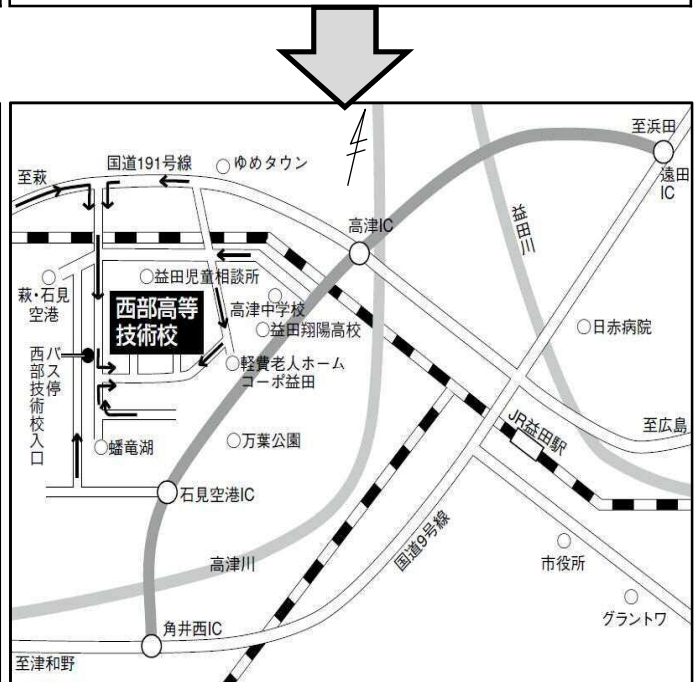 至浜田
遠田
IC
国道191号線
ゆめタウン
至萩
益田川
高津IC
萩・石見
空港
益田児童相談所
西部高等
技術校
高津中学校
益田翔陽高校
日赤病院
バス停
西部技術校入口
軽費老人ホーム
コーポ益田
至広島
JR益田駅
蟠竜湖
万葉公園
石見空港IC
国道9号線
高津川
市役所
グラントワ
角井西IC
至津和野